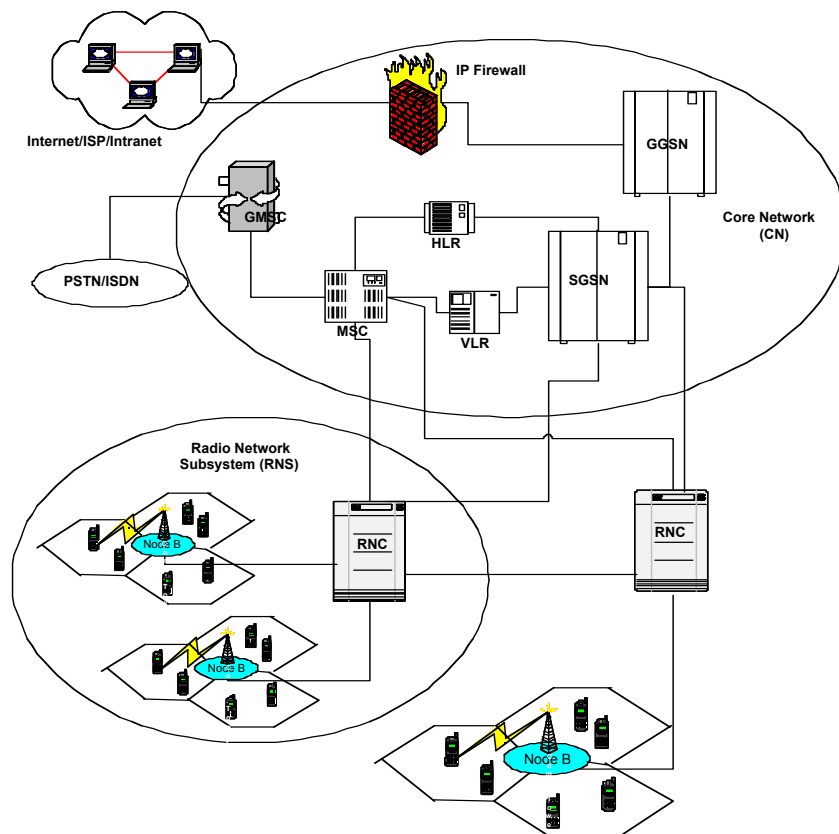 IP Firewall
Internet/ISP/Intranet
GGSN
GMSC
Core Network
(CN)
HLR
PSTN/ISDN
SGSN
MSC
VLR
Radio Network
Subsystem (RNS)
RNC
RNC
Node B
Node B
Node B